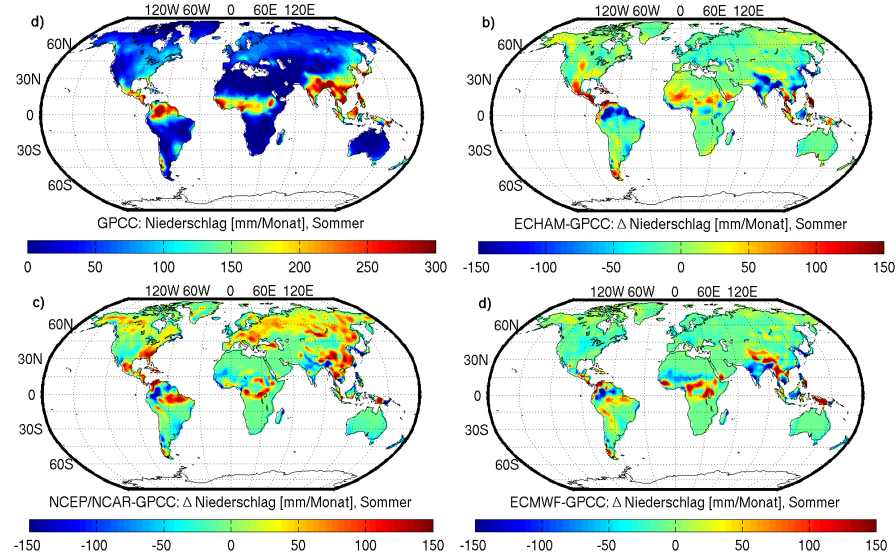 d)
120W 60W 0 60E 120E
60N
30N
0
30S
60S
GPCC: Niederschlag [mm/Monat], Sommer
0 50 100 150 200 250 300
b)
120W 60W 0 60E 120E
60N
30N
0
30S
60S
ECHAM-GPCC: Δ Niederschlag [mm/Monat], Sommer
-150 -100 -50 0 50 100 150
c)
120W 60W 0 60E 120E
60N
30N
0
30S
60S
NCEP/NCAR-GPCC: Δ Niederschlag [mm/Monat], Sommer
-150 -100 -50 0 50 100 150
d)
120W 60W 0 60E 120E
60N
30N
0
30S
60S
ECMWF-GPCC: Δ Niederschlag [mm/Monat], Sommer
-150 -100 -50 0 50 100 150